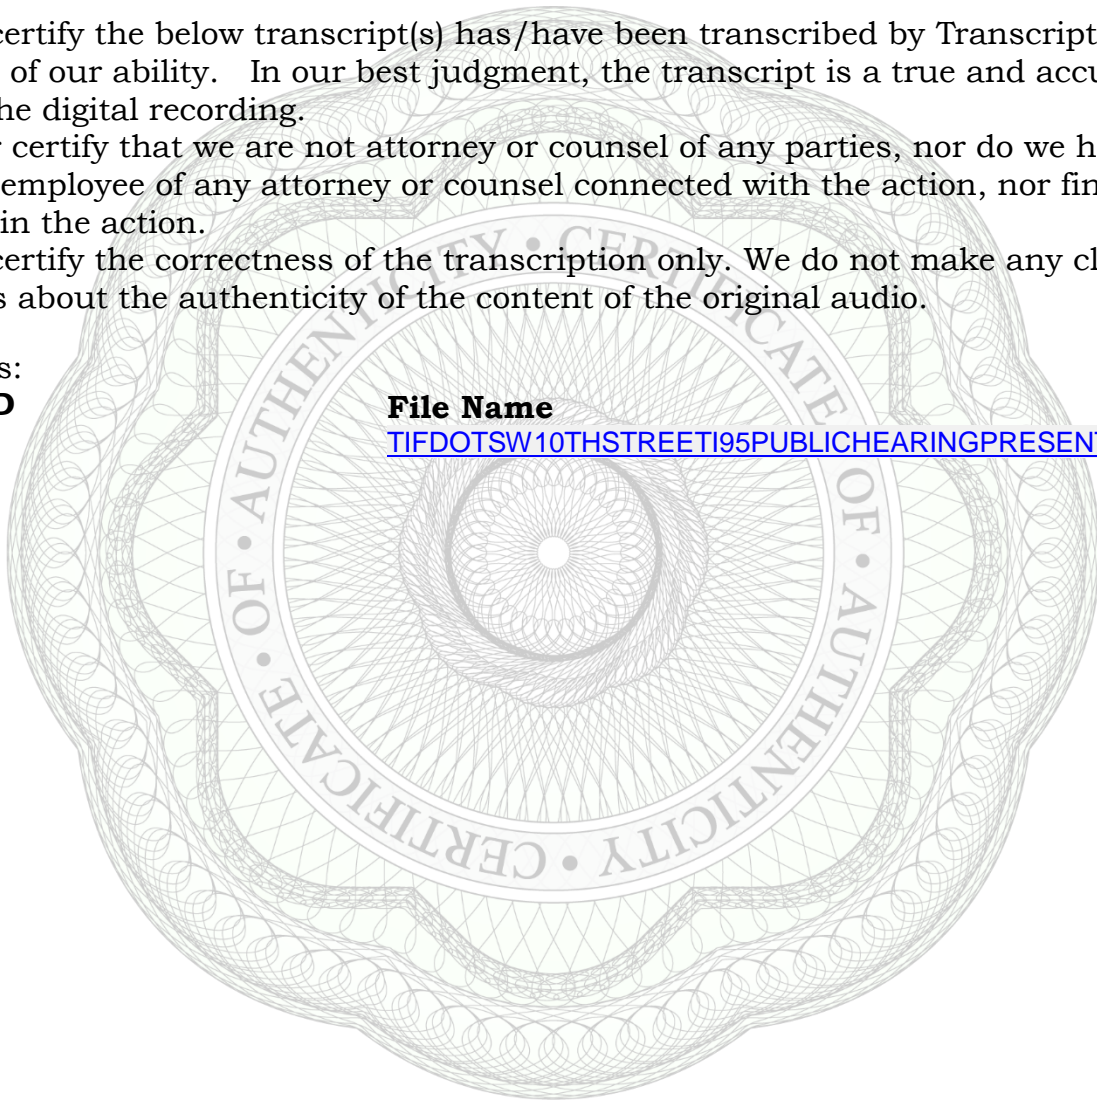 certify the below transcript(s) has/have been transcribed by Transcript
of our ability. In our best judgment, the transcript is a true and accu
he digital recording.
r certify that we are not attorney or counsel of any parties, nor do we h
employee of any attorney or counsel connected with the action, nor fin
in the action.
certify the correctness of the transcription only. We do not make any cl
s about the authenticity of the content of the original audio.
s:
D
File Name
TIFDOTSW10THSTREETI95PUBLICHEARINGPRESENT
CERTIFICATE • OF • AUTHENTICITY • CERTIFICATE • OF • AUTHENTICITY •